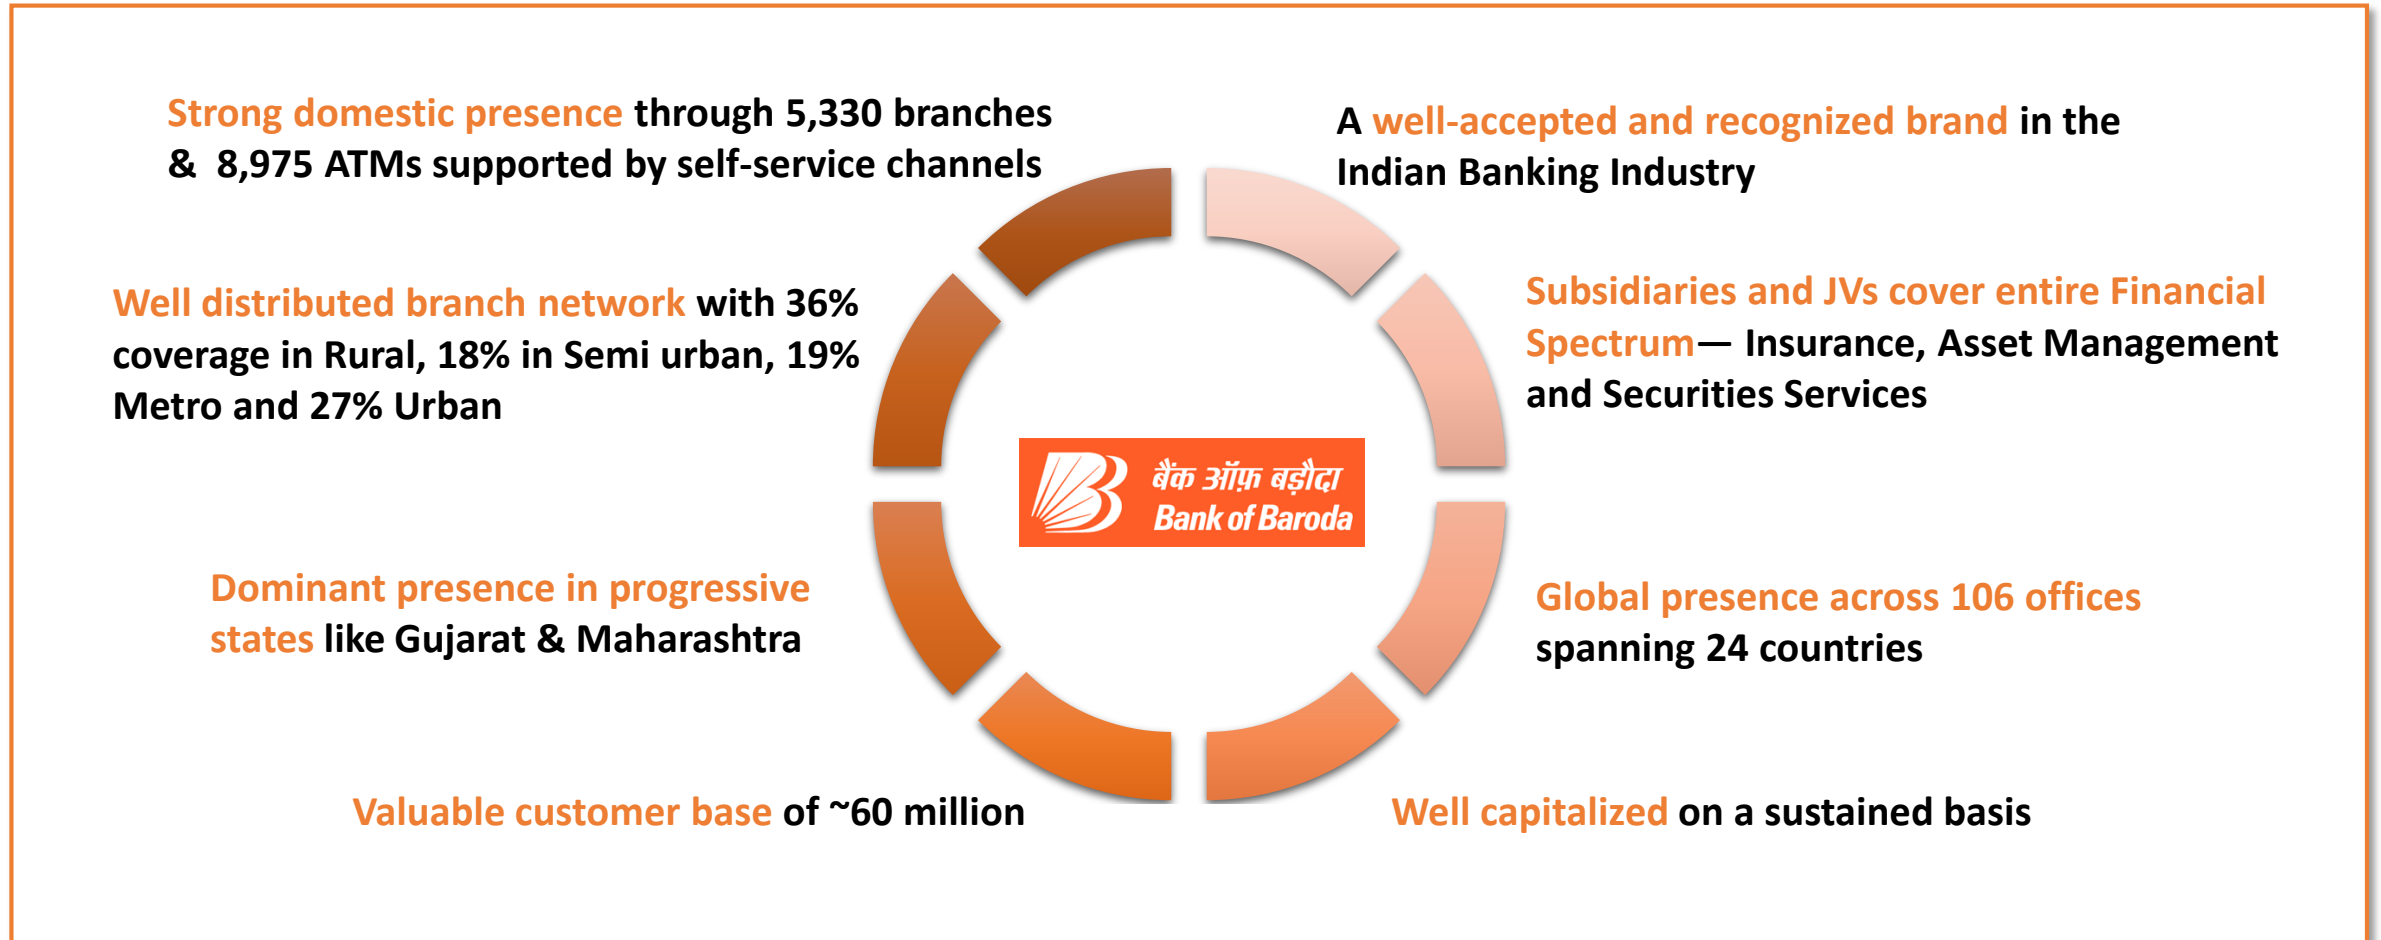 Strong domestic presence through 5,330 branches
& 8,975 ATMs supported by self-service channels
A well-accepted and recognized brand in the
Indian Banking Industry
Well distributed branch network with 36%
coverage in Rural, 18% in Semi urban, 19%
Metro and 27% Urban
Subsidiaries and JVs cover entire Financial
Spectrum— Insurance, Asset Management
and Securities Services
बैंक ऑफ़ बड़ौदा
Bank of Baroda
Dominant presence in progressive
states like Gujarat & Maharashtra
Global presence across 106 offices
spanning 24 countries
Valuable customer base of ~60 million
Well capitalized on a sustained basis